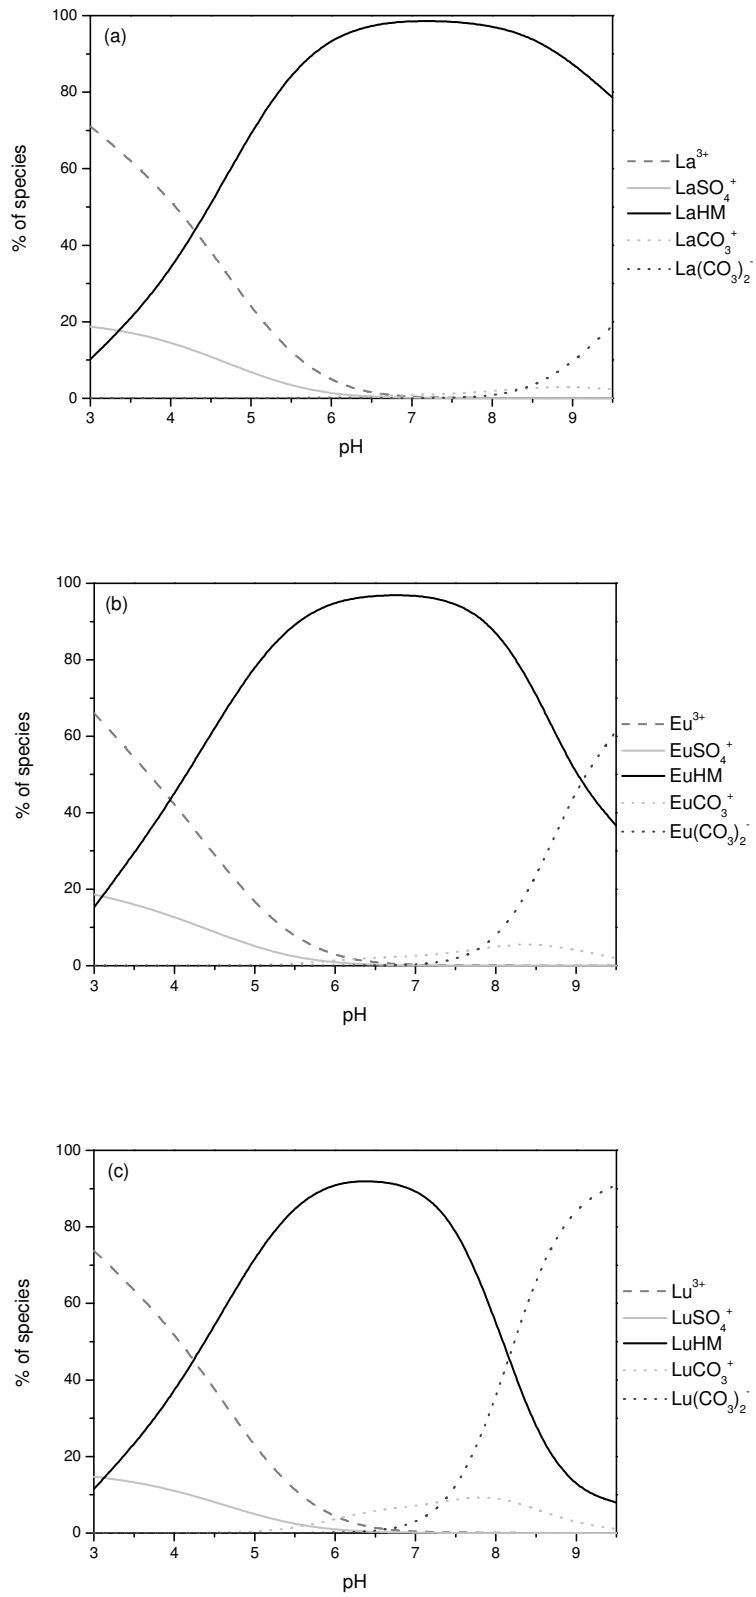 (a)
100
80
60
40
20
0
% of species
3 4 5 6 7 8 9
pH
La³⁺
LaSO₄⁺
LaHM
LaCO₃⁺
La(CO₃)₂⁻
(b)
100
80
60
40
20
0
% of species
3 4 5 6 7 8 9
pH
Eu³⁺
EuSO₄⁺
EuHM
EuCO₃⁺
Eu(CO₃)₂⁻
(c)
100
80
60
40
20
0
% of species
3 4 5 6 7 8 9
pH
Lu³⁺
LuSO₄⁺
LuHM
LuCO₃⁺
Lu(CO₃)₂⁻